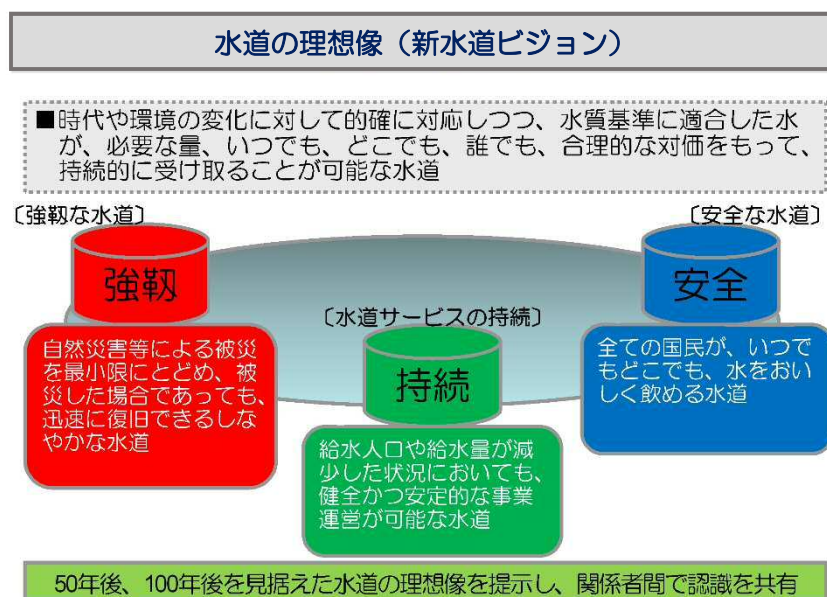 水道の理想像（新水道ビジョン）
■時代や環境の変化に対して的確に対応しつつ、水質基準に適合した水
が、必要な量、いつでも、どこでも、誰でも、合理的な対価をもって、
持続的に受け取ることが可能な水道
〔強靱な水道〕
強靱
自然災害等による被災
を最小限にとどめ、被
災した場合であっても、
迅速に復旧できるしな
やかな水道
〔水道サービスの持続〕
持続
給水人口や給水量が減
少した状況においても、
健全かつ安定的な事業
運営が可能な水道
〔安全な水道〕
安全
全ての国民が、いつで
もどこでも、水をおい
しく飲める水道
50年後、100年後を見据えた水道の理想像を提示し、関係者間で認識を共有